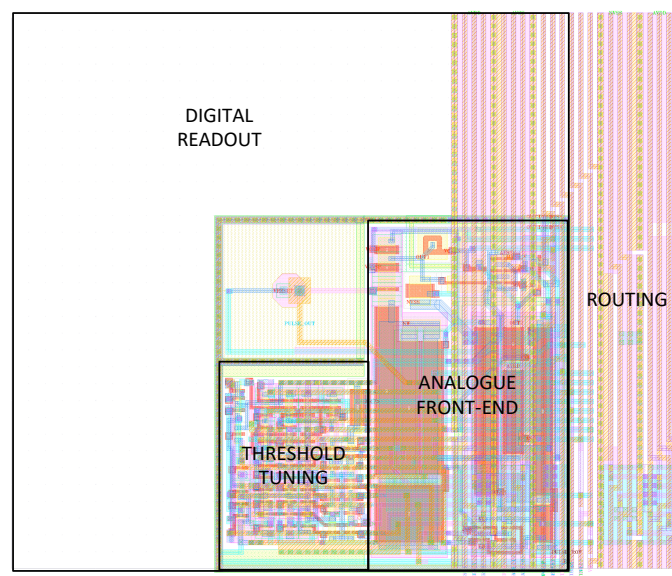 DIGITAL
READOUT
ROUTING
ANALOGUE
FRONT-END
THRESHOLD
TUNING